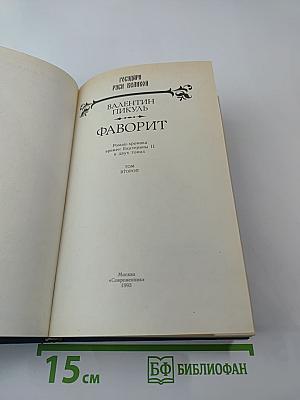 ГОСУДАРИ
РУСИ ВЕЛИКОЙ
ВАЛЕНТИН
ПИКУЛЬ
ФАВОРИТ
Роман-хроника
времен Екатерины II
в двух томах
ТОМ
ВТОРОЙ
Москва
«Современник»
1993
15 см
БФ БИБЛИОФАН